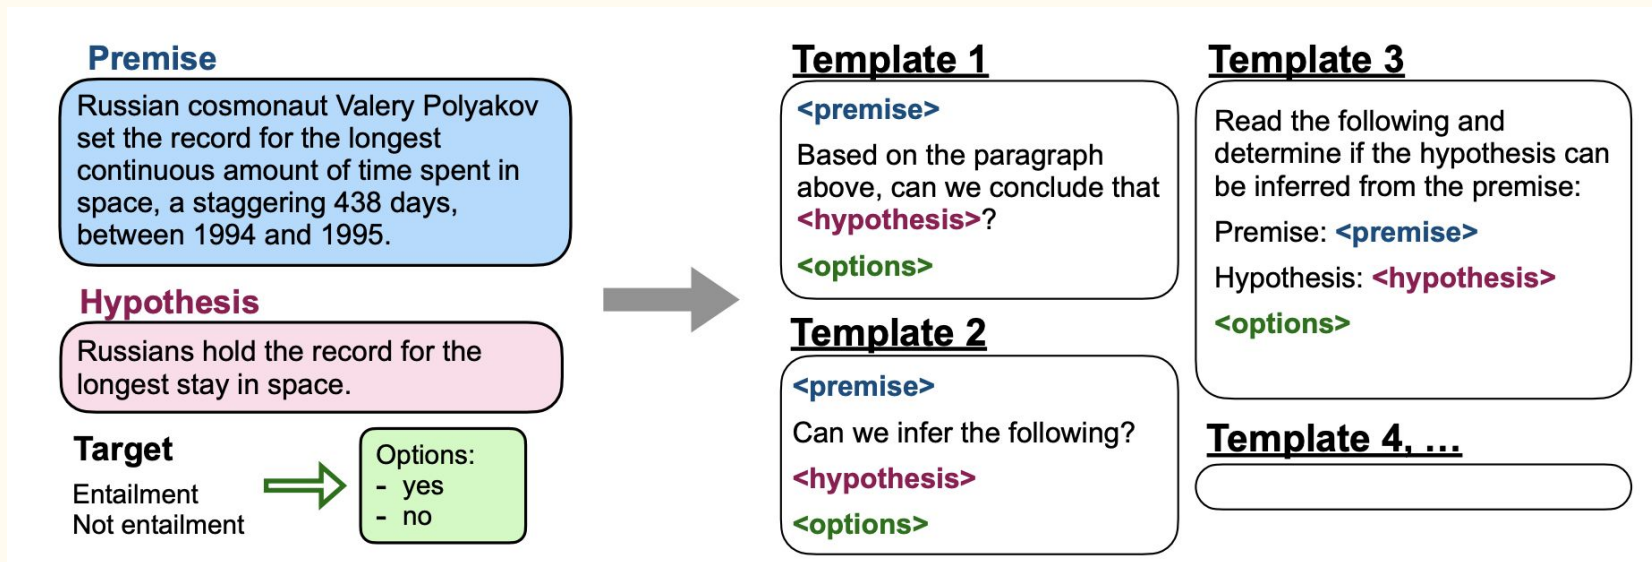 Premise
Russian cosmonaut Valery Polyakov
set the record for the longest
continuous amount of time spent in
space, a staggering 438 days,
between 1994 and 1995.
Hypothesis
Russians hold the record for the
longest stay in space.
Target
Entailment
Not entailment
Options:
- yes
- no
Template 1
<premise>
Based on the paragraph
above, can we conclude that
<hypothesis>?
<options>
Template 2
<premise>
Can we infer the following?
<hypothesis>
<options>
Template 3
Read the following and
determine if the hypothesis can
be inferred from the premise:
Premise: <premise>
Hypothesis: <hypothesis>
<options>
Template 4, ...